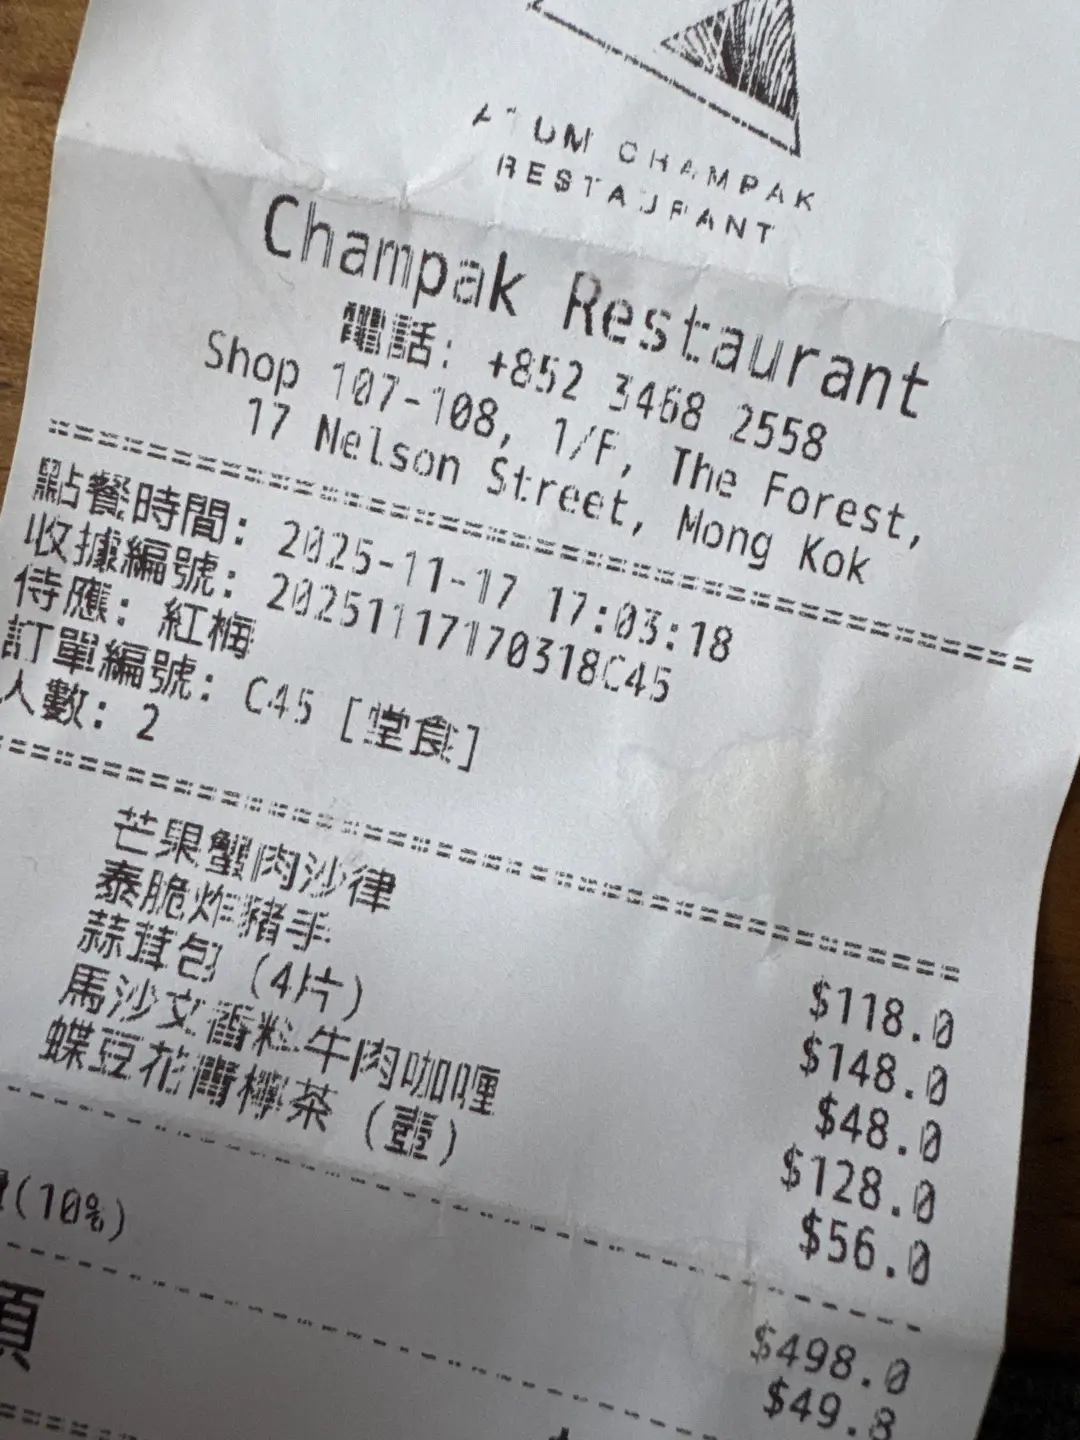 ATUM CHAMPAK
RESTAURANT
Champak Restaurant
電話: +852 3468 2558
Shop 107-108, 1/F, The Forest,
17 Nelson Street, Mong Kok
點餐時間: 2025-11-17 17:03:18
收據編號: 20251117170318C45
侍應: 紅梅
訂單編號: C45 [堂食]
人數: 2
芒果蟹肉沙律 $118.0
泰脆炸豬手 $148.0
蒜茸包 (4片) $48.0
馬沙文香料牛肉咖喱 $128.0
蝶豆花青檸茶 (壺) $56.0
$498.0
(10%) $49.8